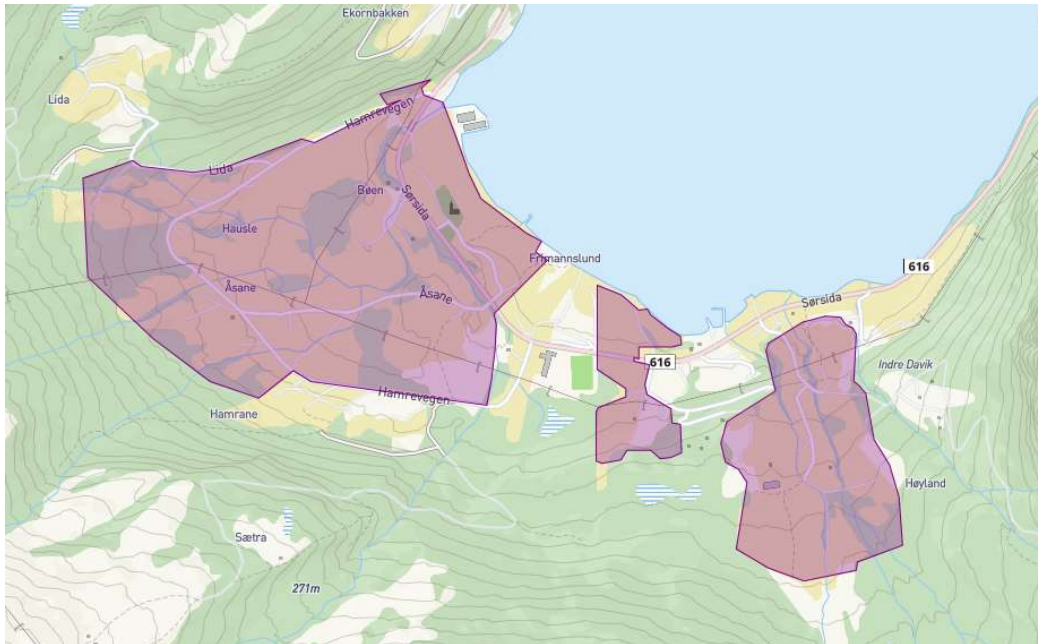 Ekornbakken
Lida
Hamrevegen
Lida
Bøen
Sørsida
Hausle
Frimannslund
616
Åsane
Åsane
Sørsida
616
Indre Davik
Hamrevegen
Hamrane
Høyland
Sætra
271m